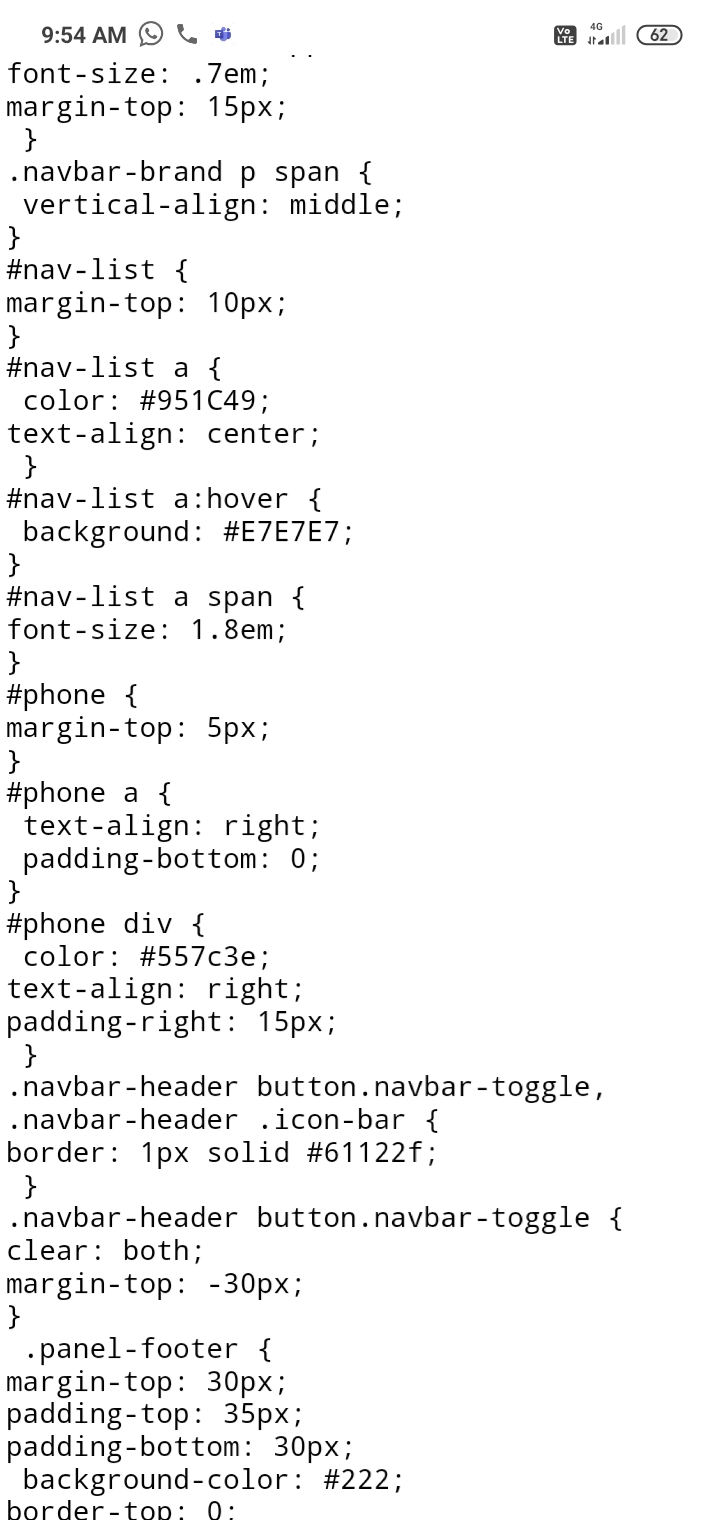 9:54 AM
Vo LTE 4G 62
font-size: .7em;
margin-top: 15px;
 }
.navbar-brand p span {
 vertical-align: middle;
}
#nav-list {
margin-top: 10px;
}
#nav-list a {
 color: #951C49;
text-align: center;
 }
#nav-list a:hover {
 background: #E7E7E7;
}
#nav-list a span {
font-size: 1.8em;
}
#phone {
margin-top: 5px;
}
#phone a {
 text-align: right;
 padding-bottom: 0;
}
#phone div {
 color: #557c3e;
text-align: right;
padding-right: 15px;
 }
.navbar-header button.navbar-toggle,
.navbar-header .icon-bar {
border: 1px solid #61122f;
 }
.navbar-header button.navbar-toggle {
clear: both;
margin-top: -30px;
}
 .panel-footer {
margin-top: 30px;
padding-top: 35px;
padding-bottom: 30px;
 background-color: #222;
border-top: 0;